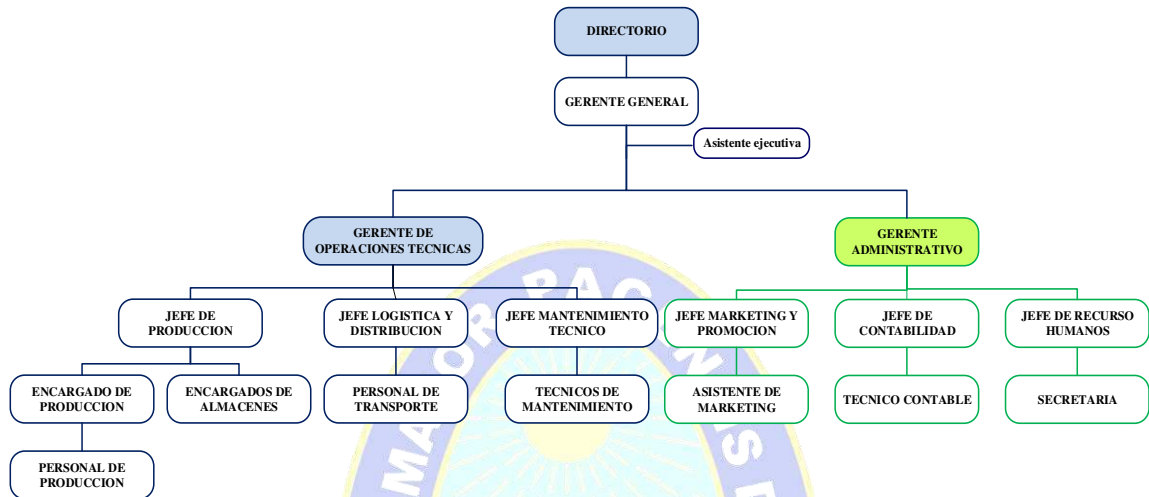 DIRECTORIO
GERENTE GENERAL
Asistente ejecutiva
GERENTE DE
OPERACIONES TECNICAS
GERENTE
ADMINISTRATIVO
JEFE DE
PRODUCCION
JEFE LOGISTICA Y
DISTRIBUCION
JEFE MANTENIMIENTO
TECNICO
JEFE MARKETING Y
PROMOCION
JEFE DE
CONTABILIDAD
JEFE DE RECURSO
HUMANOS
ENCARGADO DE
PRODUCCION
ENCARGADOS DE
ALMACENES
PERSONAL DE
TRANSPORTE
TECNICOS DE
MANTENIMIENTO
ASISTENTE DE
MARKETING
TECNICO CONTABLE
SECRETARIA
PERSONAL DE
PRODUCCION